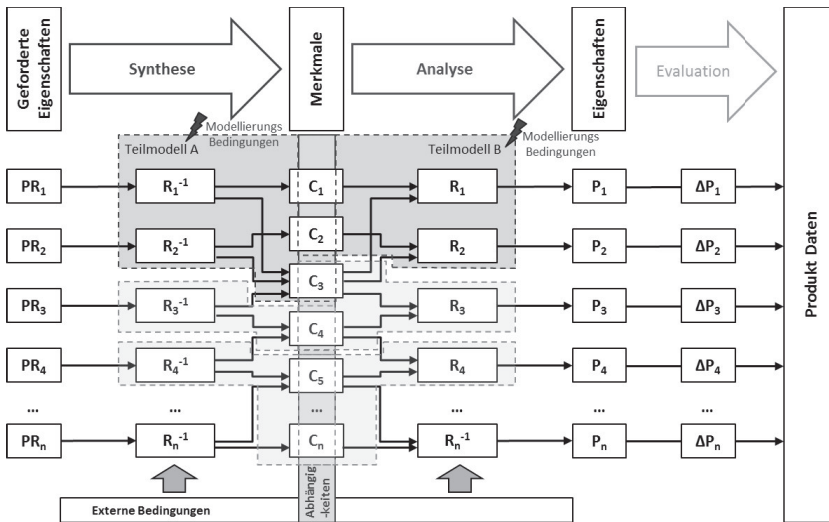 Geforderte
Eigenschaften
Synthese
Merkmale
Analyse
Eigenschaften
Evaluation
Produkt Daten
Modellierungs
Bedingungen
Modellierungs
Bedingungen
Teilmodell A
Teilmodell B
PR₁ R₁⁻¹ C₁ R₁ P₁ ΔP₁
PR₂ R₂⁻¹ C₂ R₂ P₂ ΔP₂
C₃
PR₃ R₃⁻¹ R₃ P₃ ΔP₃
C₄
PR₄ R₄⁻¹ C₅ R₄ P₄ ΔP₄
... ... ... ... ... ...
PRₙ Rₙ⁻¹ Cₙ Rₙ⁻¹ Pₙ ΔPₙ
Abhängig
-keiten
Externe Bedingungen